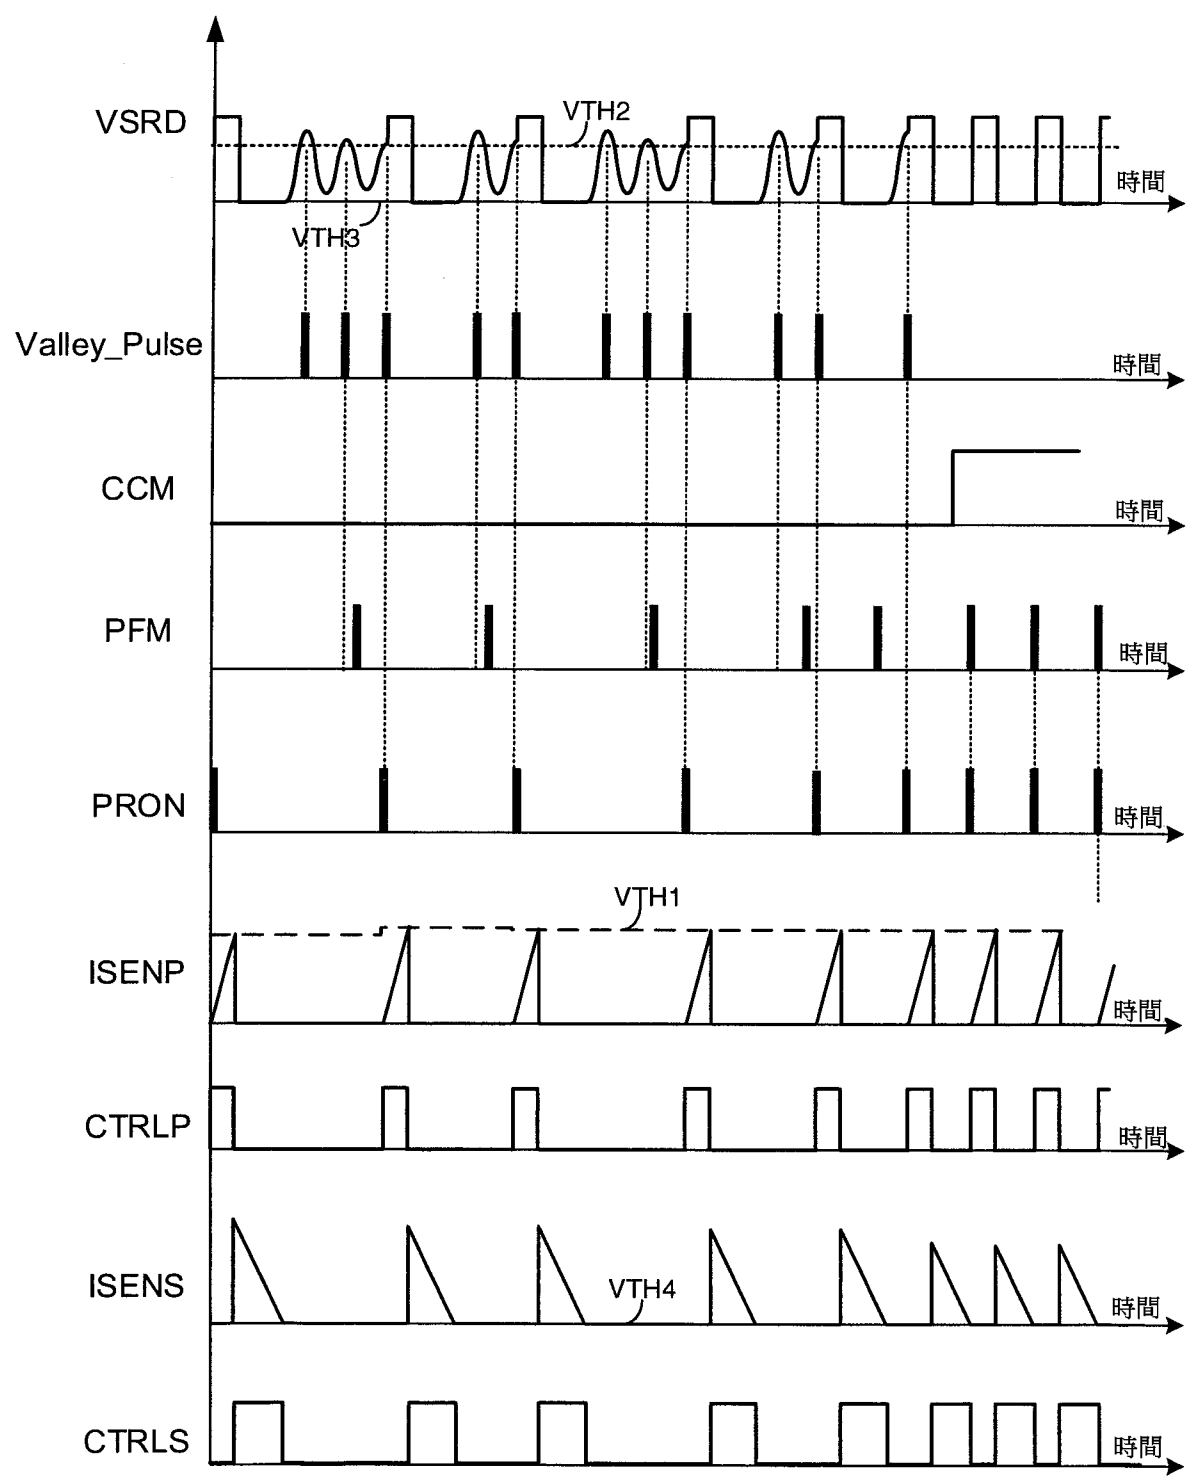 VTH2
VSRD
時間
VTH3
Valley_Pulse
時間
CCM
時間
PFM
時間
PRON
時間
VTH1
ISENP
時間
CTRLP
時間
ISENS
VTH4
時間
CTRLS
時間